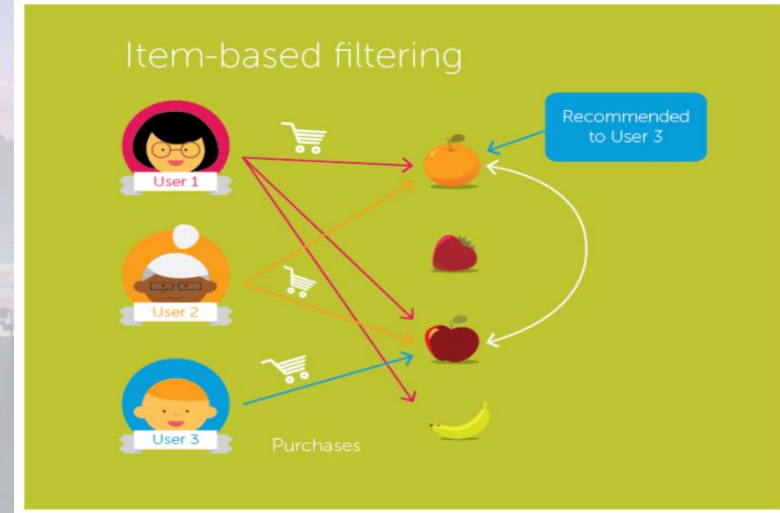 Item-based filtering
Recommended
to User 3
User 1
User 2
User 3
Purchases